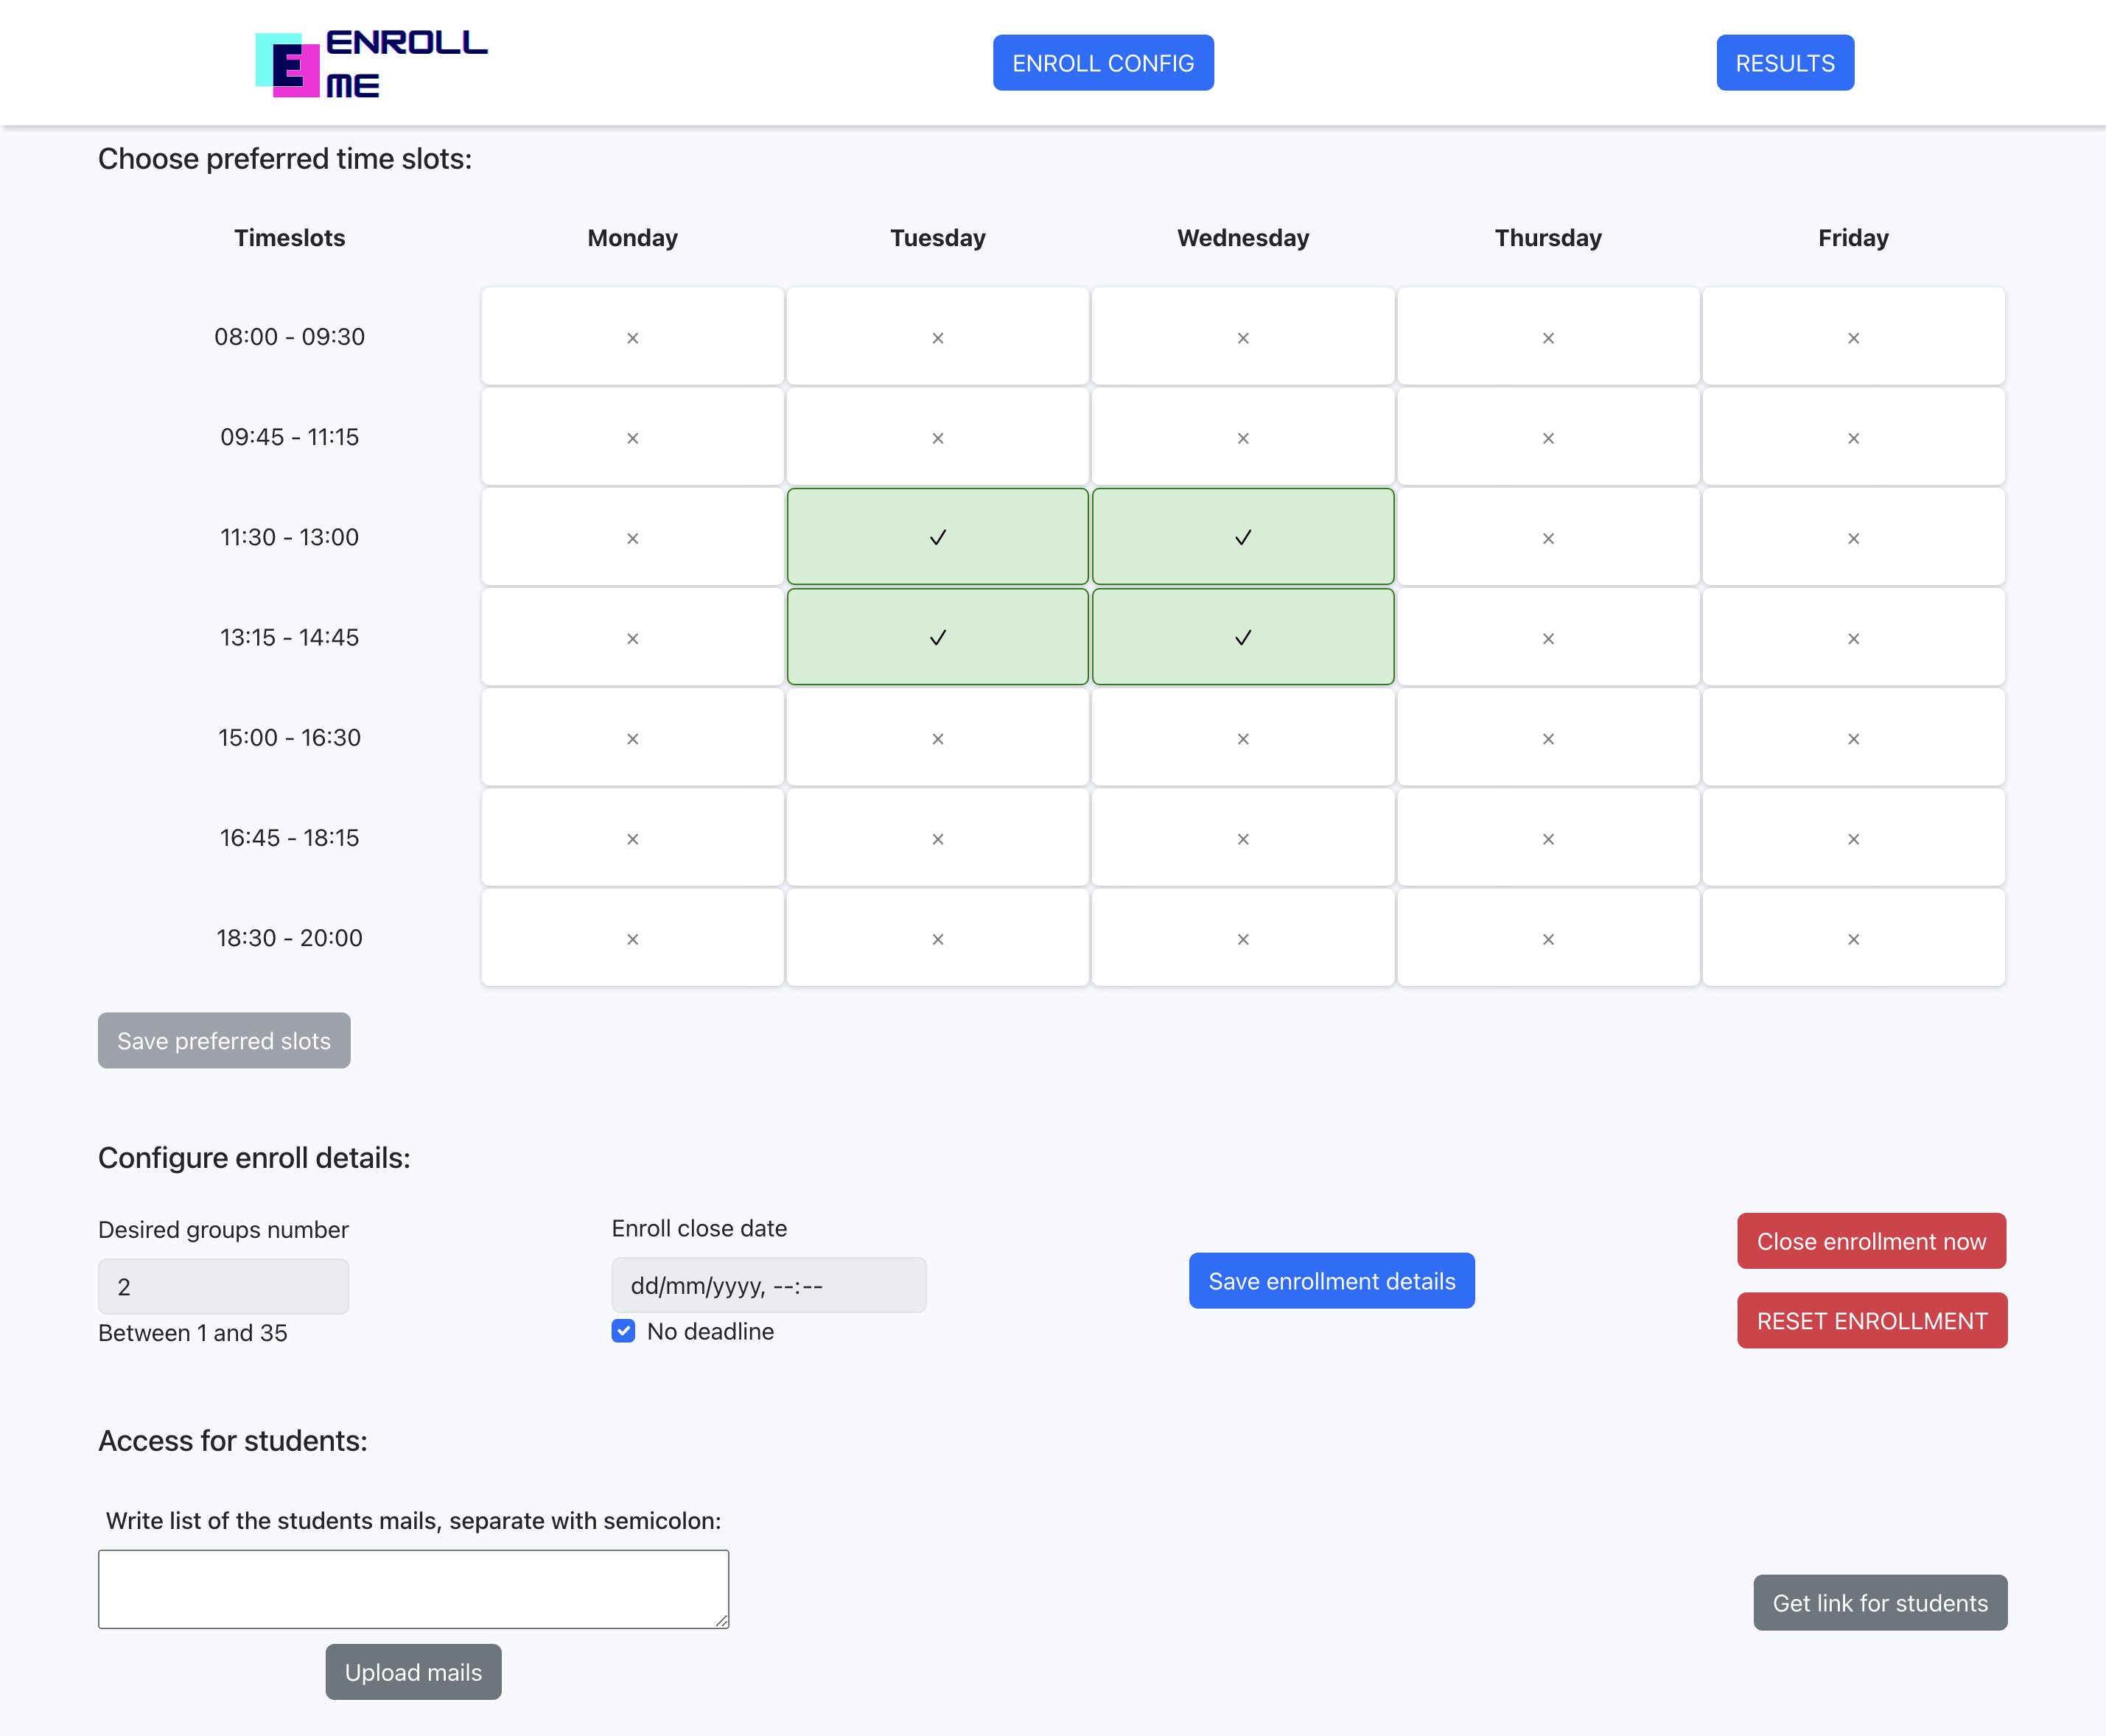 ENROLL
ME
ENROLL CONFIG
RESULTS
Choose preferred time slots:
Timeslots Monday Tuesday Wednesday Thursday Friday
08:00 - 09:30 × × × × ×
09:45 - 11:15 × × × × ×
11:30 - 13:00 × ✓ ✓ × ×
13:15 - 14:45 × ✓ ✓ × ×
15:00 - 16:30 × × × × ×
16:45 - 18:15 × × × × ×
18:30 - 20:00 × × × × ×
Save preferred slots
Configure enroll details:
Desired groups number
2
Between 1 and 35
Enroll close date
dd/mm/yyyy, --:--
No deadline
Save enrollment details
Close enrollment now
RESET ENROLLMENT
Access for students:
Write list of the students mails, separate with semicolon:
Upload mails
Get link for students